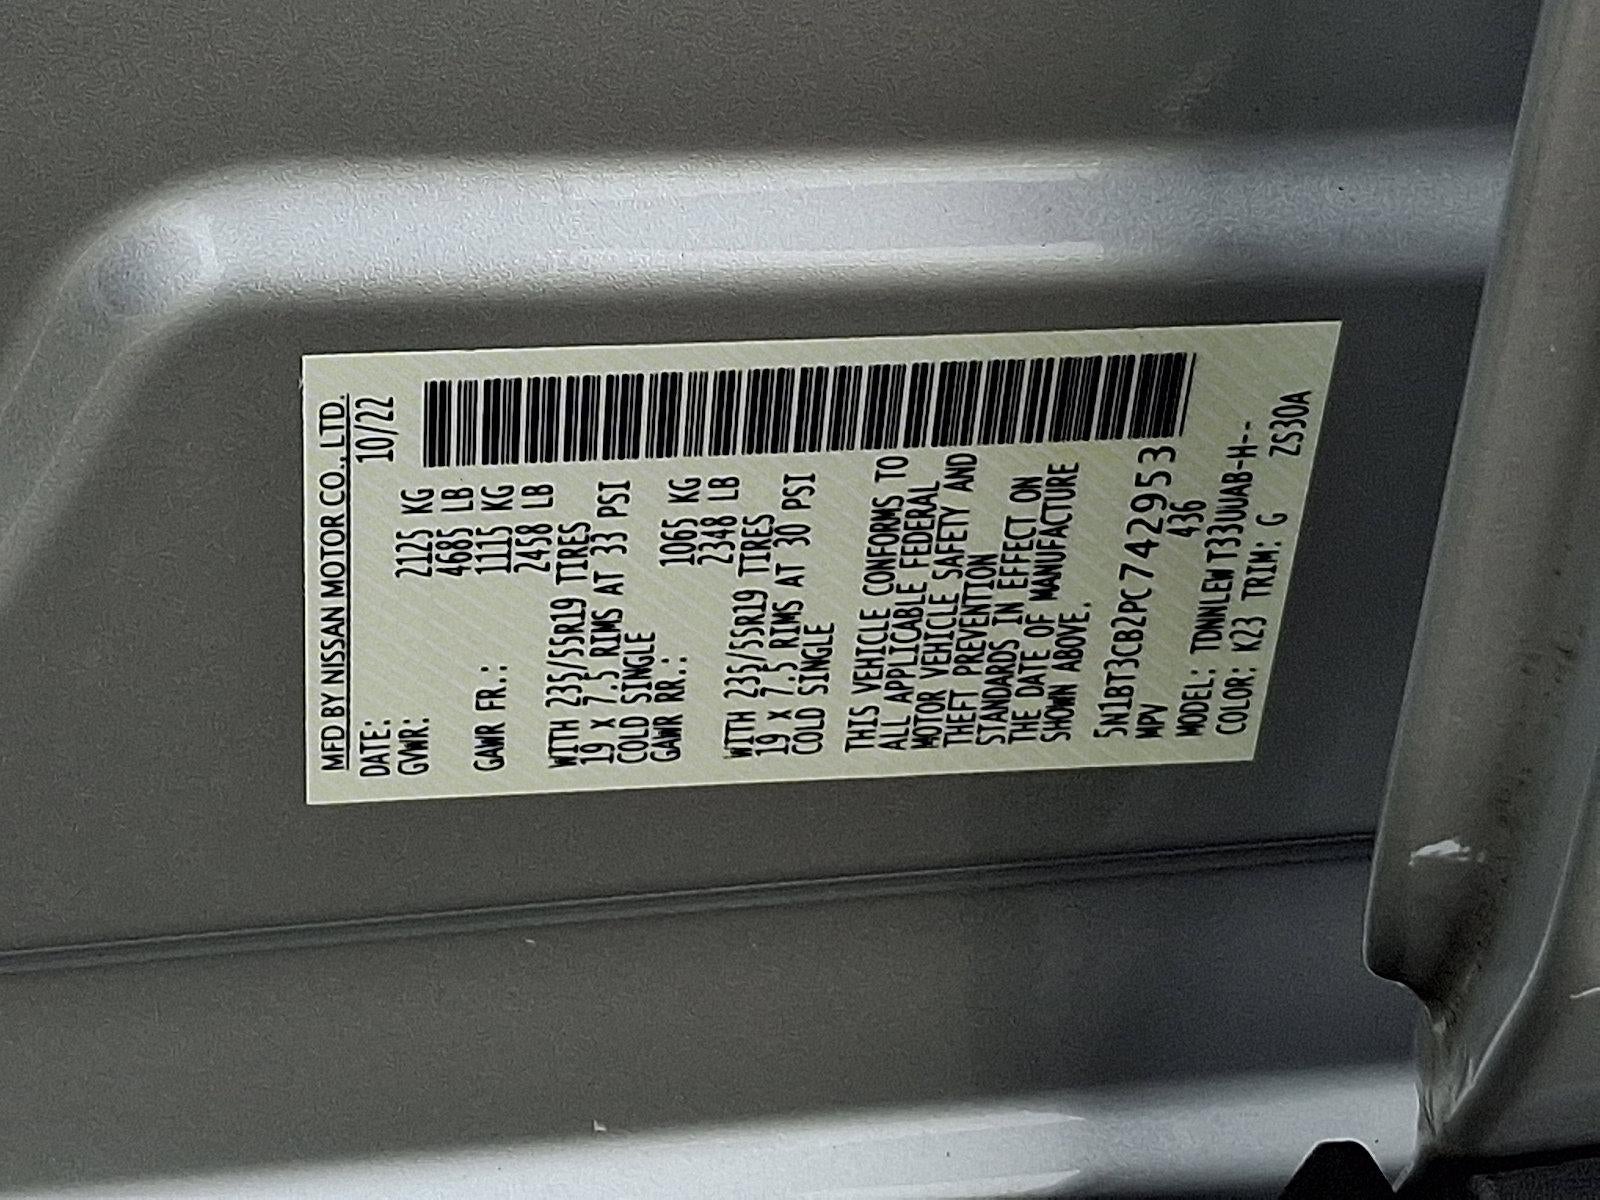 MFD BY NISSAN MOTOR CO., LTD.
DATE: 10/22
GVWR: 2125 KG
4685 LB
GAWR FR.: 1115 KG
2458 LB
WITH 235/55R19 TIRES
19 X 7.5 RIMS AT 33 PSI
COLD SINGLE
GAWR RR.: 1065 KG
2348 LB
WITH 235/55R19 TIRES
19 X 7.5 RIMS AT 30 PSI
COLD SINGLE
THIS VEHICLE CONFORMS TO
ALL APPLICABLE FEDERAL
MOTOR VEHICLE SAFETY AND
THEFT PREVENTION
STANDARDS IN EFFECT ON
THE DATE OF MANUFACTURE
SHOWN ABOVE.
5N1BT3CB2PC742953
MPV 436
MODEL: TDNNLEW T33UUAB-H--
COLOR: K23 TRIM: G ZS30A